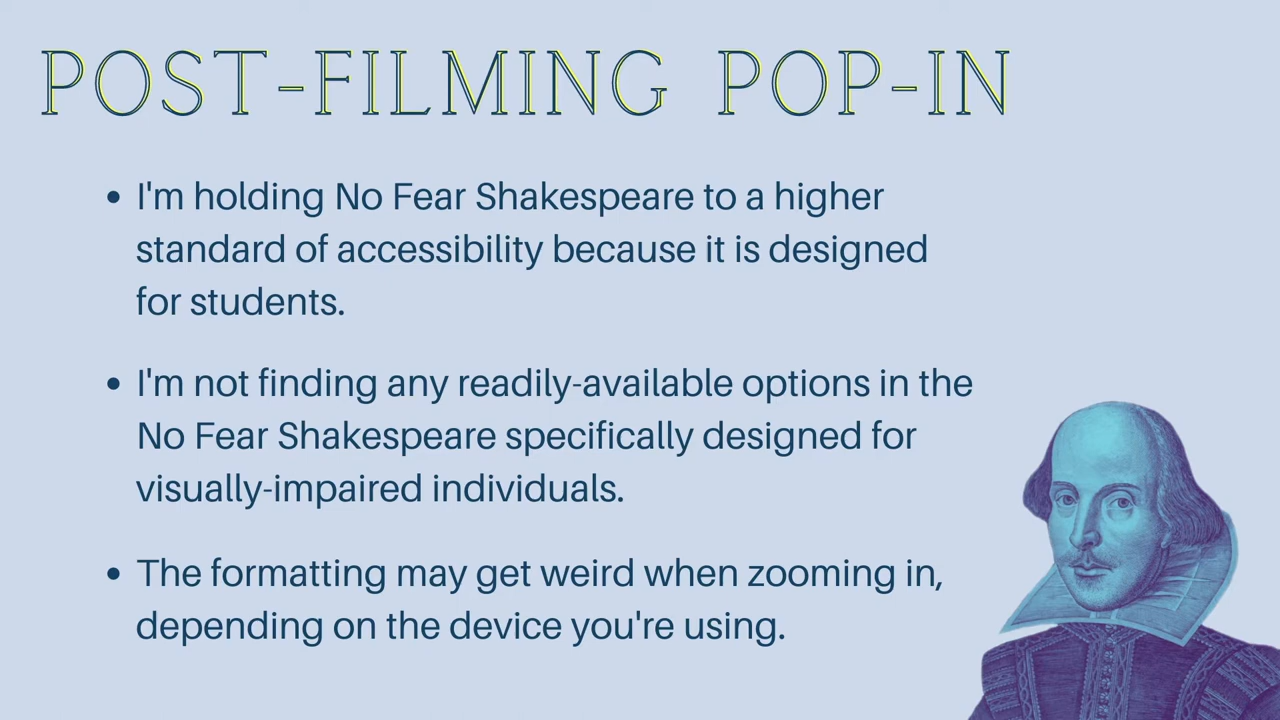 POST-FILMING POP-IN
• I'm holding No Fear Shakespeare to a higher
standard of accessibility because it is designed
for students.
• I'm not finding any readily-available options in the
No Fear Shakespeare specifically designed for
visually-impaired individuals.
• The formatting may get weird when zooming in,
depending on the device you're using.